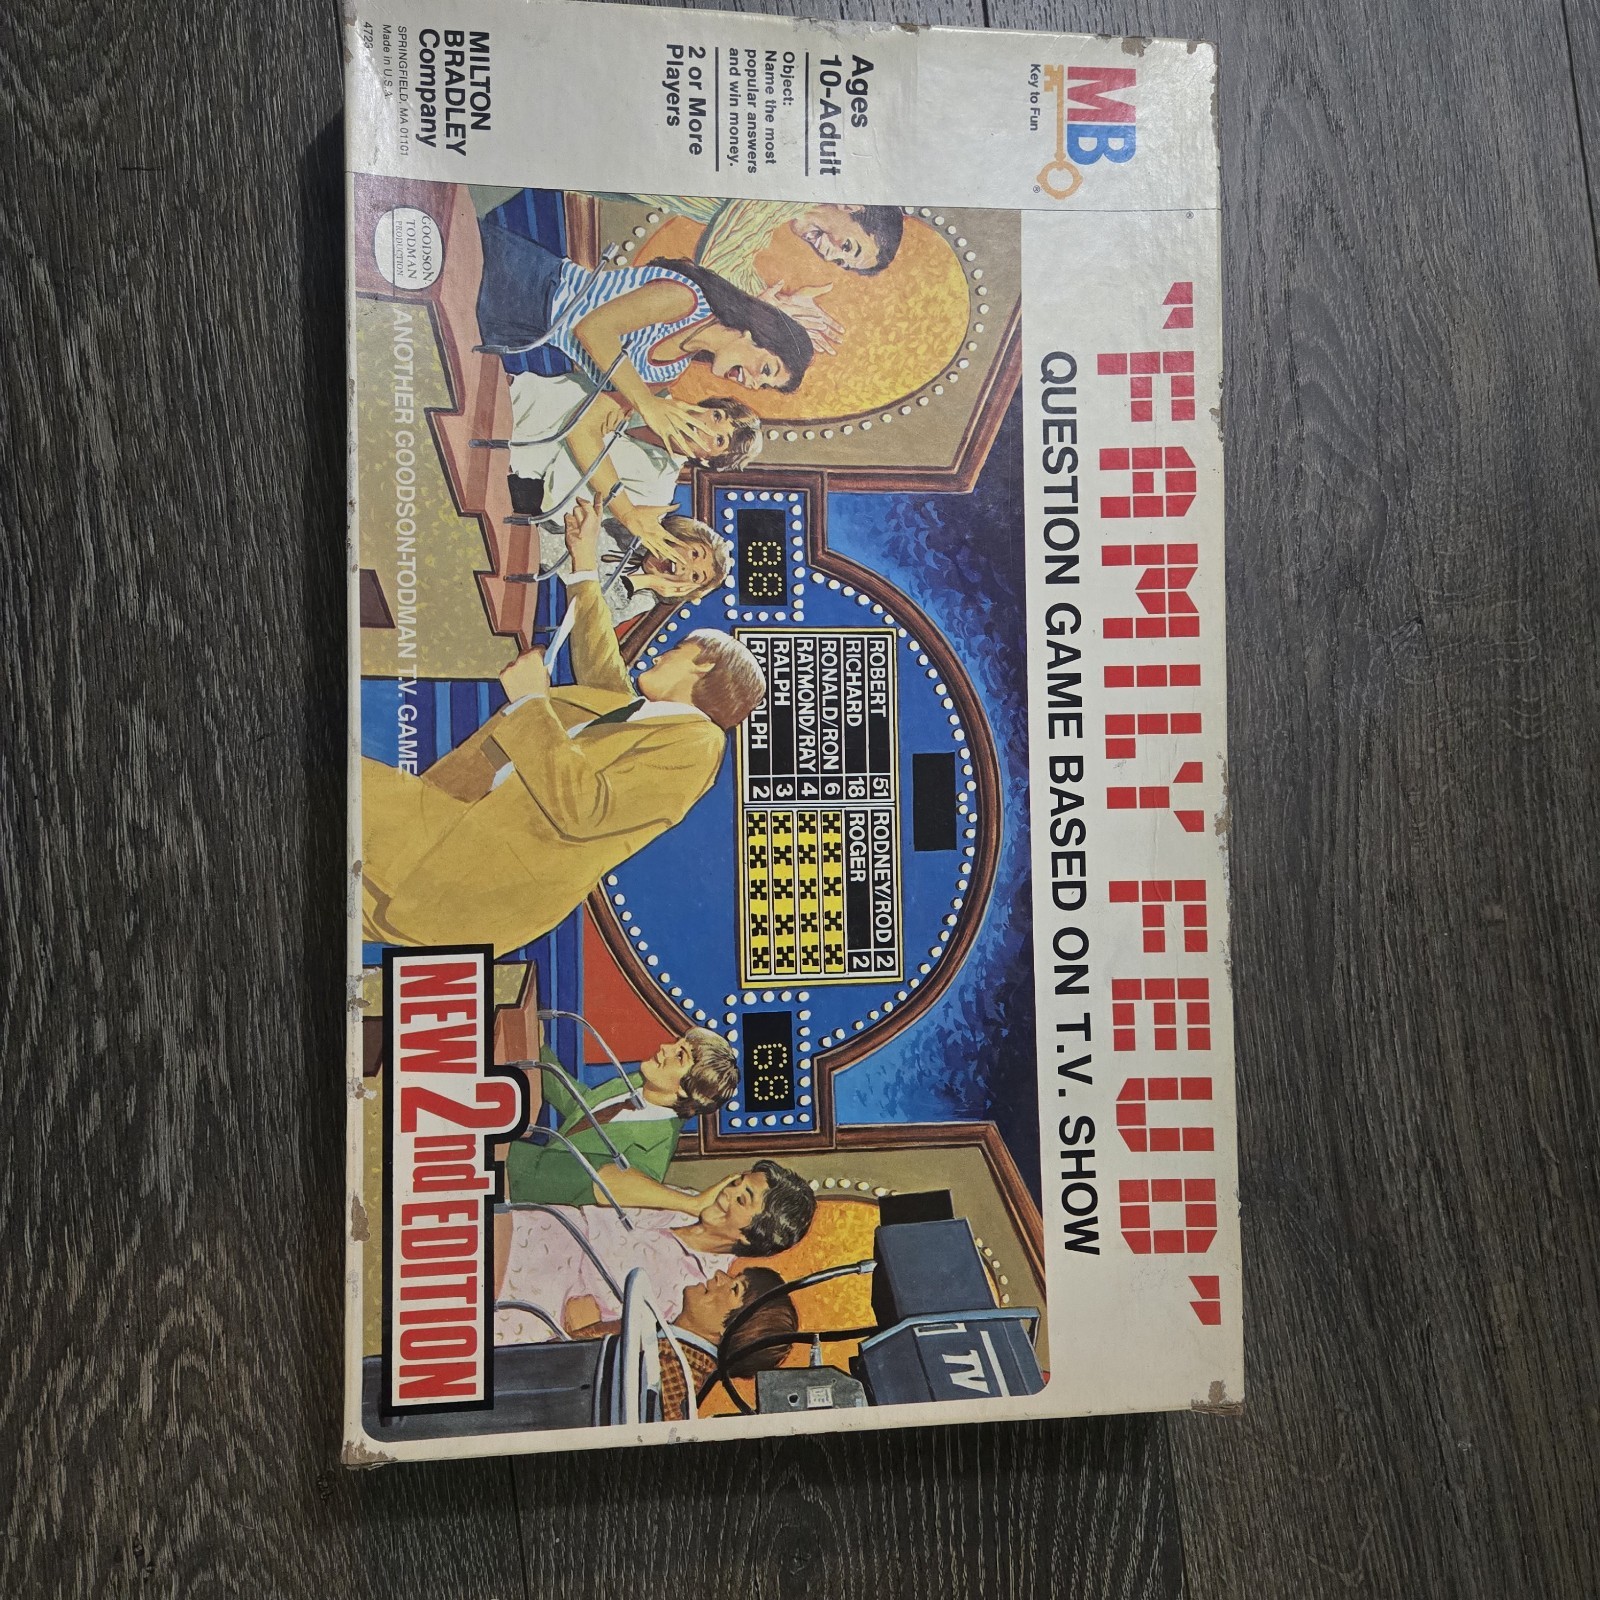 MB
Key to Fun
®
Ages
10-Adult
Object:
Name the most
popular answers
and win money.
2 or More
Players
MILTON
BRADLEY
Company
SPRINGFIELD, MA 01101
Made in U.S.A.
®
"FAMILY FEUD"
QUESTION GAME BASED ON T.V. SHOW
88
69
ROBERT 51 RODNEY/ROD 2
RICHARD 18 ROGER 2
RONALD/RON 6
RAYMOND/RAY 4
RALPH 3
2
TV
GOODSON
TODMAN
PRODUCTION
ANOTHER GOODSON-TODMAN T.V. GAME
NEW 2nd EDITION